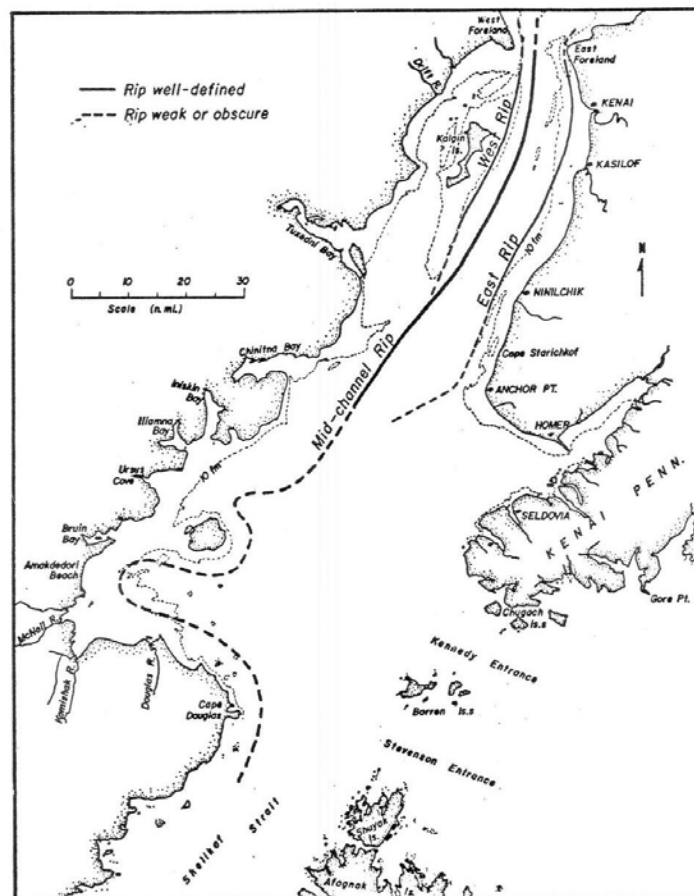 West
Foreland
East
Foreland
Drift R.
Rip well-defined
Rip weak or obscure
KENAI
Kalgin
Is.
West Rip
KASILOF
Tuxedni Bay
10 fm
East Rip
N
0 10 20 30
Scale (n. mi.)
NINILCHIK
Chinitna Bay
Mid-channel Rip
Cape Starichkof
Iniskin
Bay
ANCHOR PT.
Iliamna
Bay
HOMER
Ursus
Cove
10 fm
KENAI PENN.
SELDOVIA
Bruin
Bay
Amakdedori
Beach
Gore Pt.
Chugach
Is.s
McNeil R.
Kamishak R.
Douglas R.
Kennedy Entrance
Cape
Douglas
Barren Is.s
Stevenson Entrance
Shelikof Strait
Shuyak
Is.
Afognak Is.